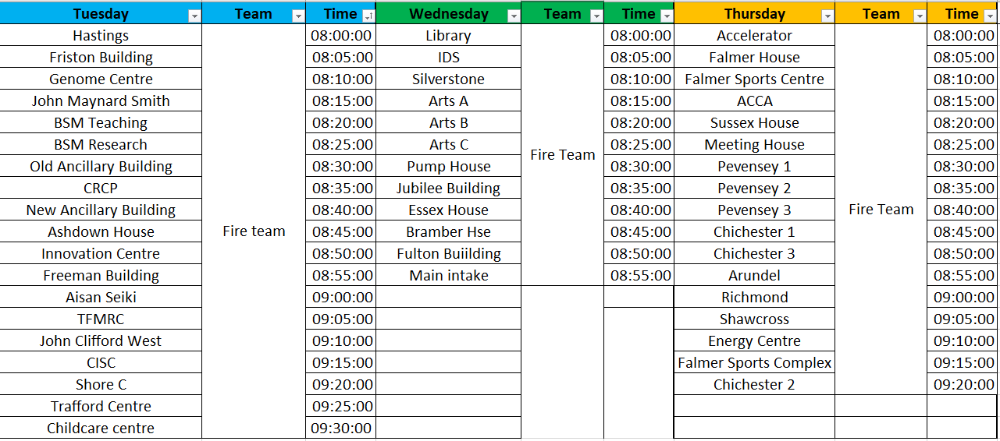 Tuesday Team Time Wednesday Team Time Thursday Team Time
Hastings 08:00:00 Library 08:00:00 Accelerator 08:00:00
Friston Building 08:05:00 IDS 08:05:00 Falmer House 08:05:00
Genome Centre 08:10:00 Silverstone 08:10:00 Falmer Sports Centre 08:10:00
John Maynard Smith 08:15:00 Arts A 08:15:00 ACCA 08:15:00
BSM Teaching 08:20:00 Arts B 08:20:00 Sussex House 08:20:00
BSM Research 08:25:00 Arts C 08:25:00 Meeting House 08:25:00
Fire Team
Old Ancillary Building 08:30:00 Pump House 08:30:00 Pevensey 1 08:30:00
CRCP 08:35:00 Jubilee Building 08:35:00 Pevensey 2 08:35:00
New Ancillary Building 08:40:00 Essex House 08:40:00 Pevensey 3 Fire Team 08:40:00
Ashdown House Fire team 08:45:00 Bramber Hse 08:45:00 Chichester 1 08:45:00
Innovation Centre 08:50:00 Fulton Buiilding 08:50:00 Chichester 3 08:50:00
Freeman Building 08:55:00 Main intake 08:55:00 Arundel 08:55:00
Aisan Seiki 09:00:00 Richmond 09:00:00
TFMRC 09:05:00 Shawcross 09:05:00
John Clifford West 09:10:00 Energy Centre 09:10:00
CISC 09:15:00 Falmer Sports Complex 09:15:00
Shore C 09:20:00 Chichester 2 09:20:00
Trafford Centre 09:25:00
Childcare centre 09:30:00